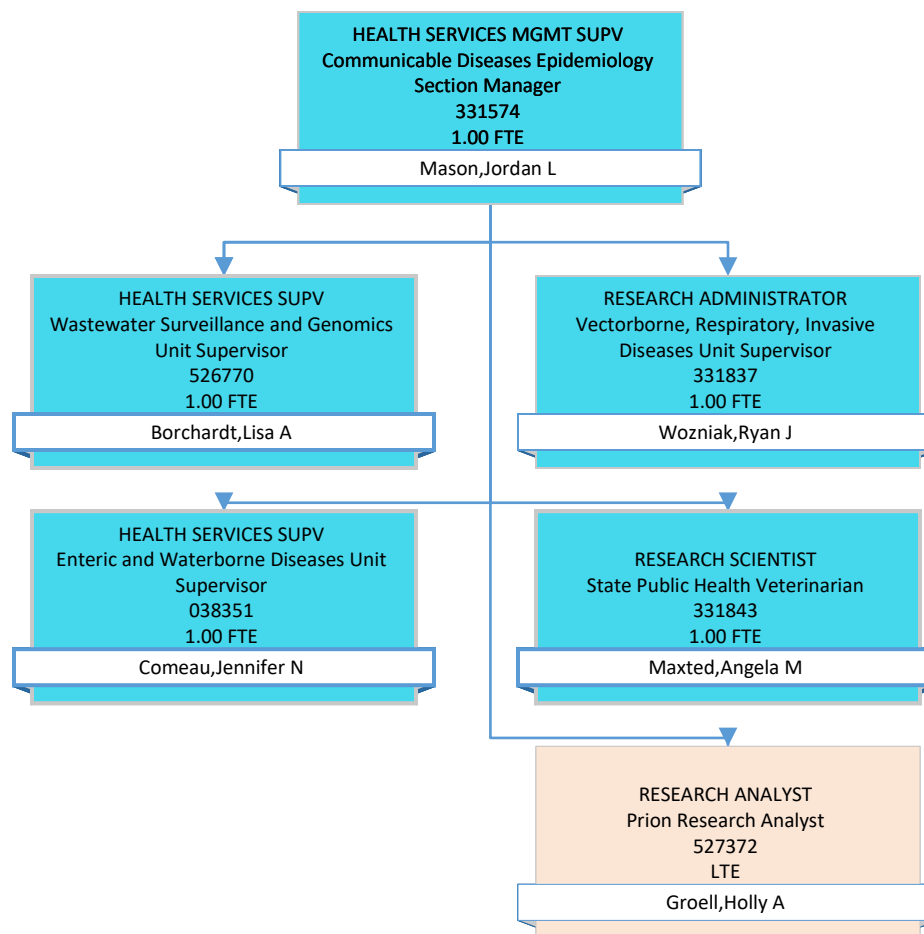 HEALTH SERVICES MGMT SUPV
Communicable Diseases Epidemiology
Section Manager
331574
1.00 FTE
Mason,Jordan L
HEALTH SERVICES SUPV
Wastewater Surveillance and Genomics
Unit Supervisor
526770
1.00 FTE
Borchardt,Lisa A
RESEARCH ADMINISTRATOR
Vectorborne, Respiratory, Invasive
Diseases Unit Supervisor
331837
1.00 FTE
Wozniak,Ryan J
HEALTH SERVICES SUPV
Enteric and Waterborne Diseases Unit
Supervisor
038351
1.00 FTE
Comeau,Jennifer N
RESEARCH SCIENTIST
State Public Health Veterinarian
331843
1.00 FTE
Maxted,Angela M
RESEARCH ANALYST
Prion Research Analyst
527372
LTE
Groell,Holly A